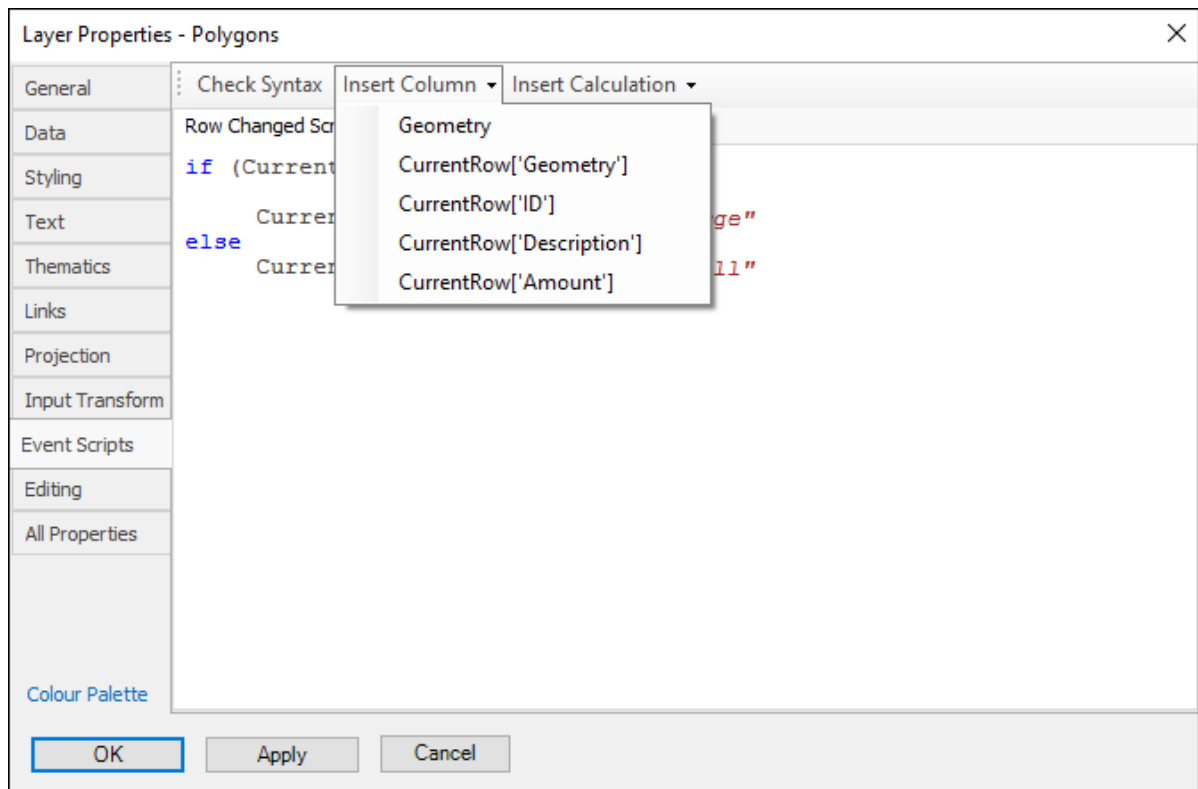 Layer Properties - Polygons
General
Data
Styling
Text
Thematics
Links
Projection
Input Transform
Event Scripts
Editing
All Properties
Colour Palette
Check Syntax Insert Column Insert Calculation
Row Changed Scr
Geometry
CurrentRow['Geometry']
CurrentRow['ID']
CurrentRow['Description']
CurrentRow['Amount']
if (Current
Curren ge"
else
Curren ll"
OK Apply Cancel